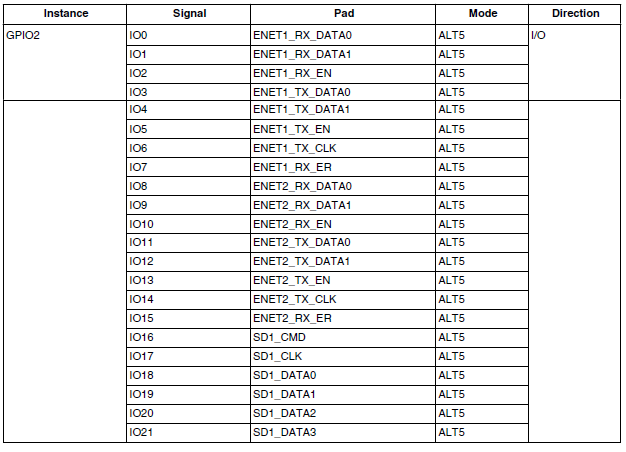 Instance Signal Pad Mode Direction
GPIO2 IO0 ENET1_RX_DATA0 ALT5 I/O
IO1 ENET1_RX_DATA1 ALT5
IO2 ENET1_RX_EN ALT5
IO3 ENET1_TX_DATA0 ALT5
IO4 ENET1_TX_DATA1 ALT5
IO5 ENET1_TX_EN ALT5
IO6 ENET1_TX_CLK ALT5
IO7 ENET1_RX_ER ALT5
IO8 ENET2_RX_DATA0 ALT5
IO9 ENET2_RX_DATA1 ALT5
IO10 ENET2_RX_EN ALT5
IO11 ENET2_TX_DATA0 ALT5
IO12 ENET2_TX_DATA1 ALT5
IO13 ENET2_TX_EN ALT5
IO14 ENET2_TX_CLK ALT5
IO15 ENET2_RX_ER ALT5
IO16 SD1_CMD ALT5
IO17 SD1_CLK ALT5
IO18 SD1_DATA0 ALT5
IO19 SD1_DATA1 ALT5
IO20 SD1_DATA2 ALT5
IO21 SD1_DATA3 ALT5